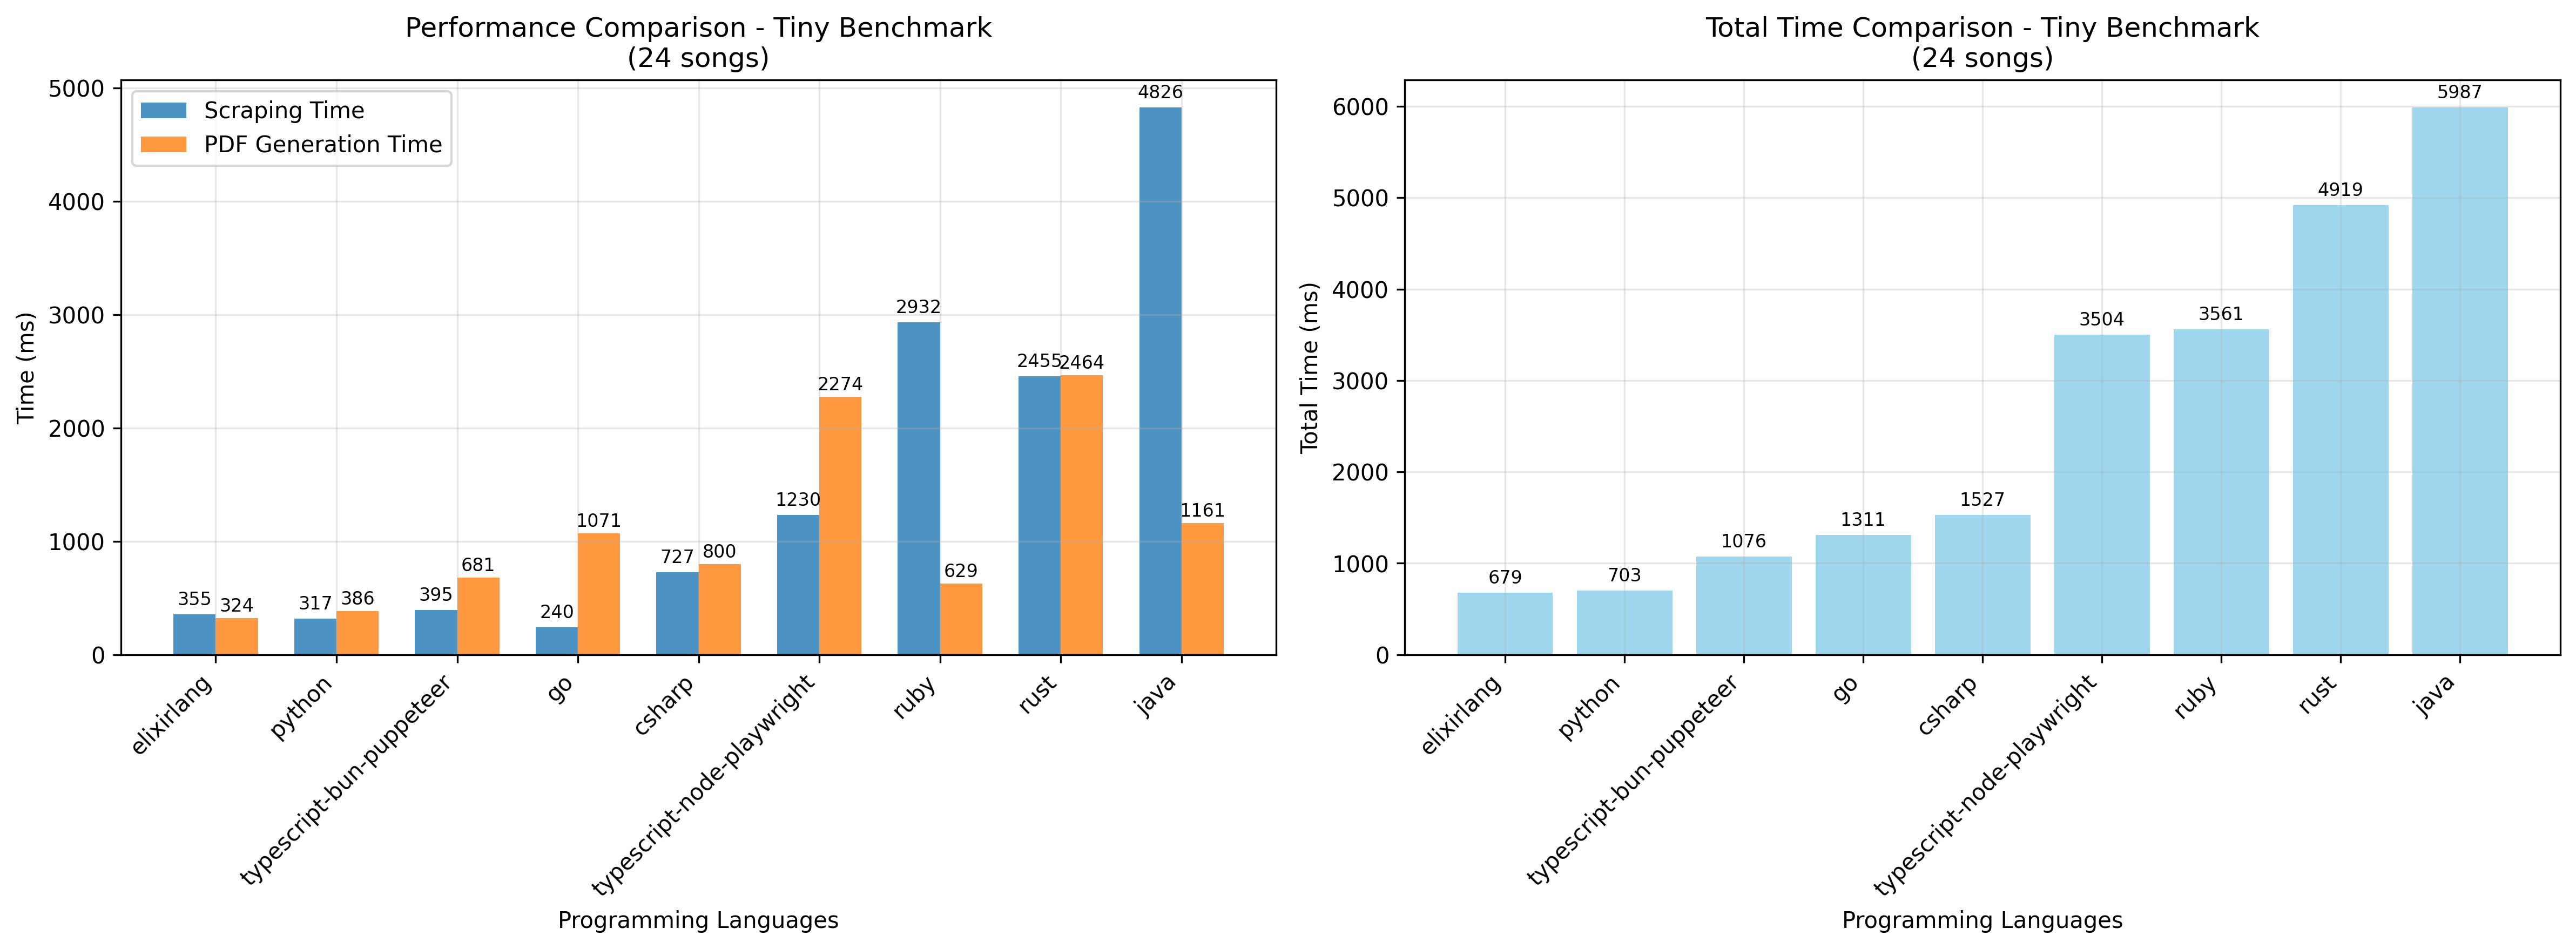 Performance Comparison - Tiny Benchmark
(24 songs)
Scraping Time
PDF Generation Time
Time (ms)
5000
4000
3000
2000
1000
0
355
324
317
386
395
681
240
1071
727
800
1230
2274
2932
629
2455
2464
4826
1161
elixirlang
python
typescript-bun-puppeteer
go
csharp
typescript-node-playwright
ruby
rust
java
Programming Languages
Total Time Comparison - Tiny Benchmark
(24 songs)
Total Time (ms)
6000
5000
4000
3000
2000
1000
0
679
703
1076
1311
1527
3504
3561
4919
5987
elixirlang
python
typescript-bun-puppeteer
go
csharp
typescript-node-playwright
ruby
rust
java
Programming Languages